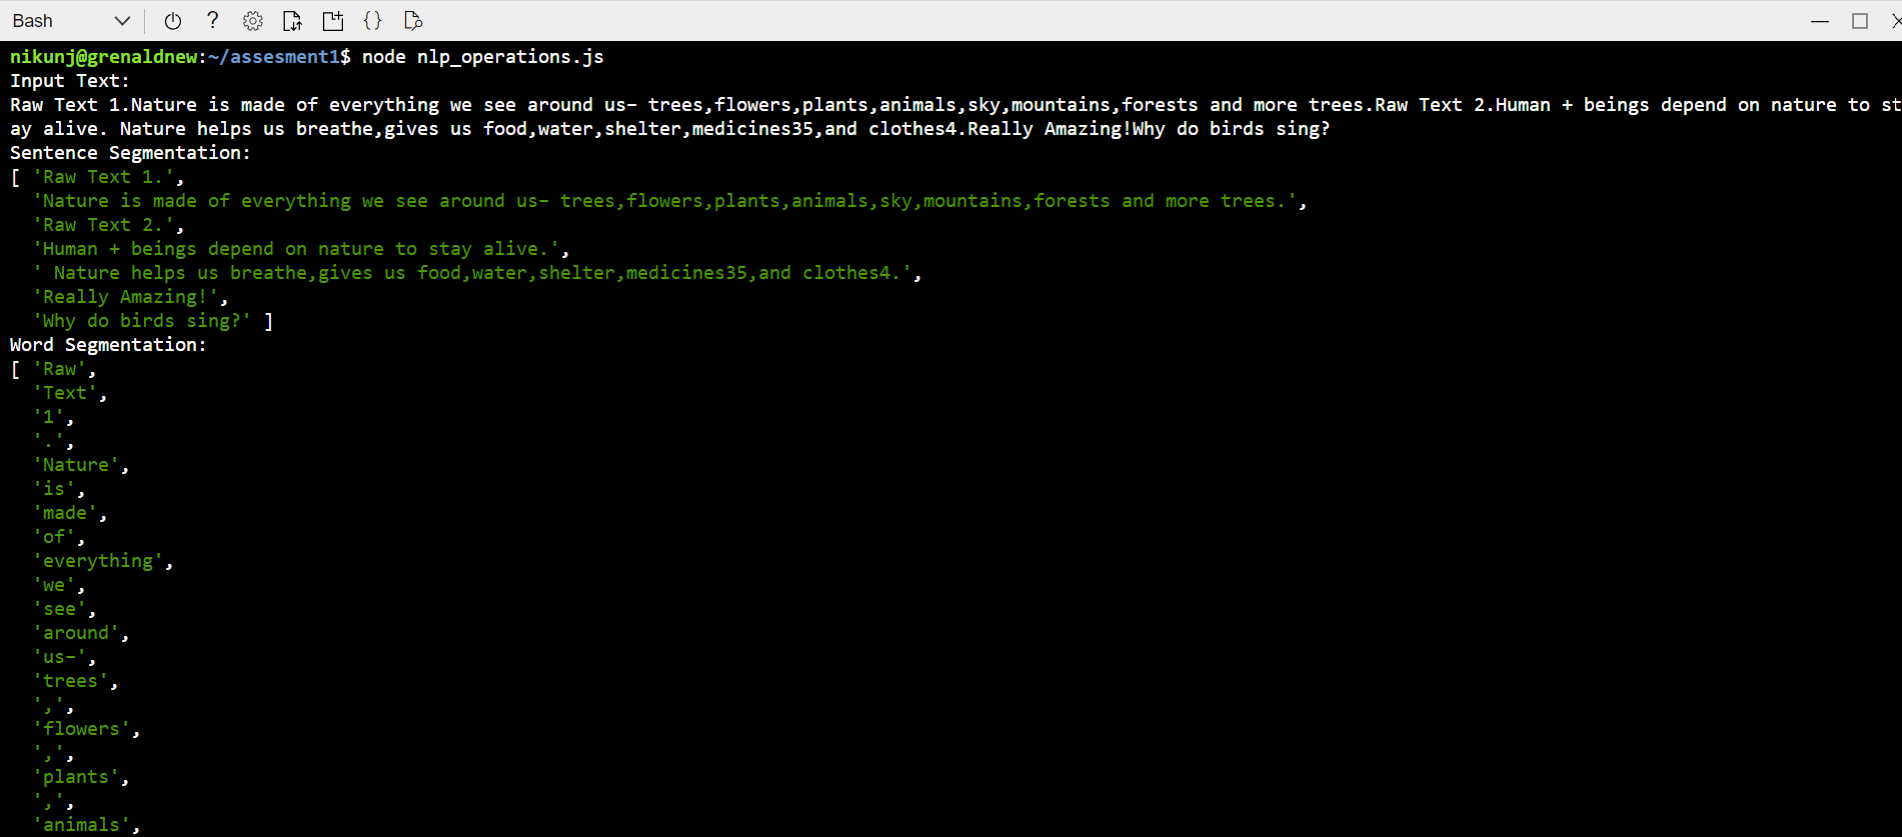 Bash
nikunj@grenaldnew:~/assesment1$ node nlp_operations.js
Input Text:
Raw Text 1.Nature is made of everything we see around us– trees,flowers,plants,animals,sky,mountains,forests and more trees.Raw Text 2.Human + beings depend on nature to st
ay alive. Nature helps us breathe,gives us food,water,shelter,medicines35,and clothes4.Really Amazing!Why do birds sing?
Sentence Segmentation:
[ 'Raw Text 1.',
'Nature is made of everything we see around us– trees,flowers,plants,animals,sky,mountains,forests and more trees.',
'Raw Text 2.',
'Human + beings depend on nature to stay alive.',
' Nature helps us breathe,gives us food,water,shelter,medicines35,and clothes4.',
'Really Amazing!',
'Why do birds sing?' ]
Word Segmentation:
[ 'Raw',
'Text',
'1',
'.',
'Nature',
'is',
'made',
'of',
'everything',
'we',
'see',
'around',
'us–',
'trees',
',',
'flowers',
',',
'plants',
',',
'animals',